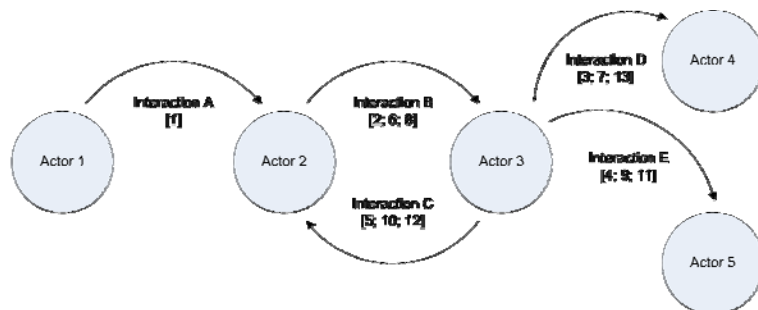 Interaction A
[1]
Interaction B
[2; 6; 8]
Interaction C
[5; 10; 12]
Interaction D
[3; 7; 13]
Interaction E
[4; 9; 11]
Actor 1
Actor 2
Actor 3
Actor 4
Actor 5